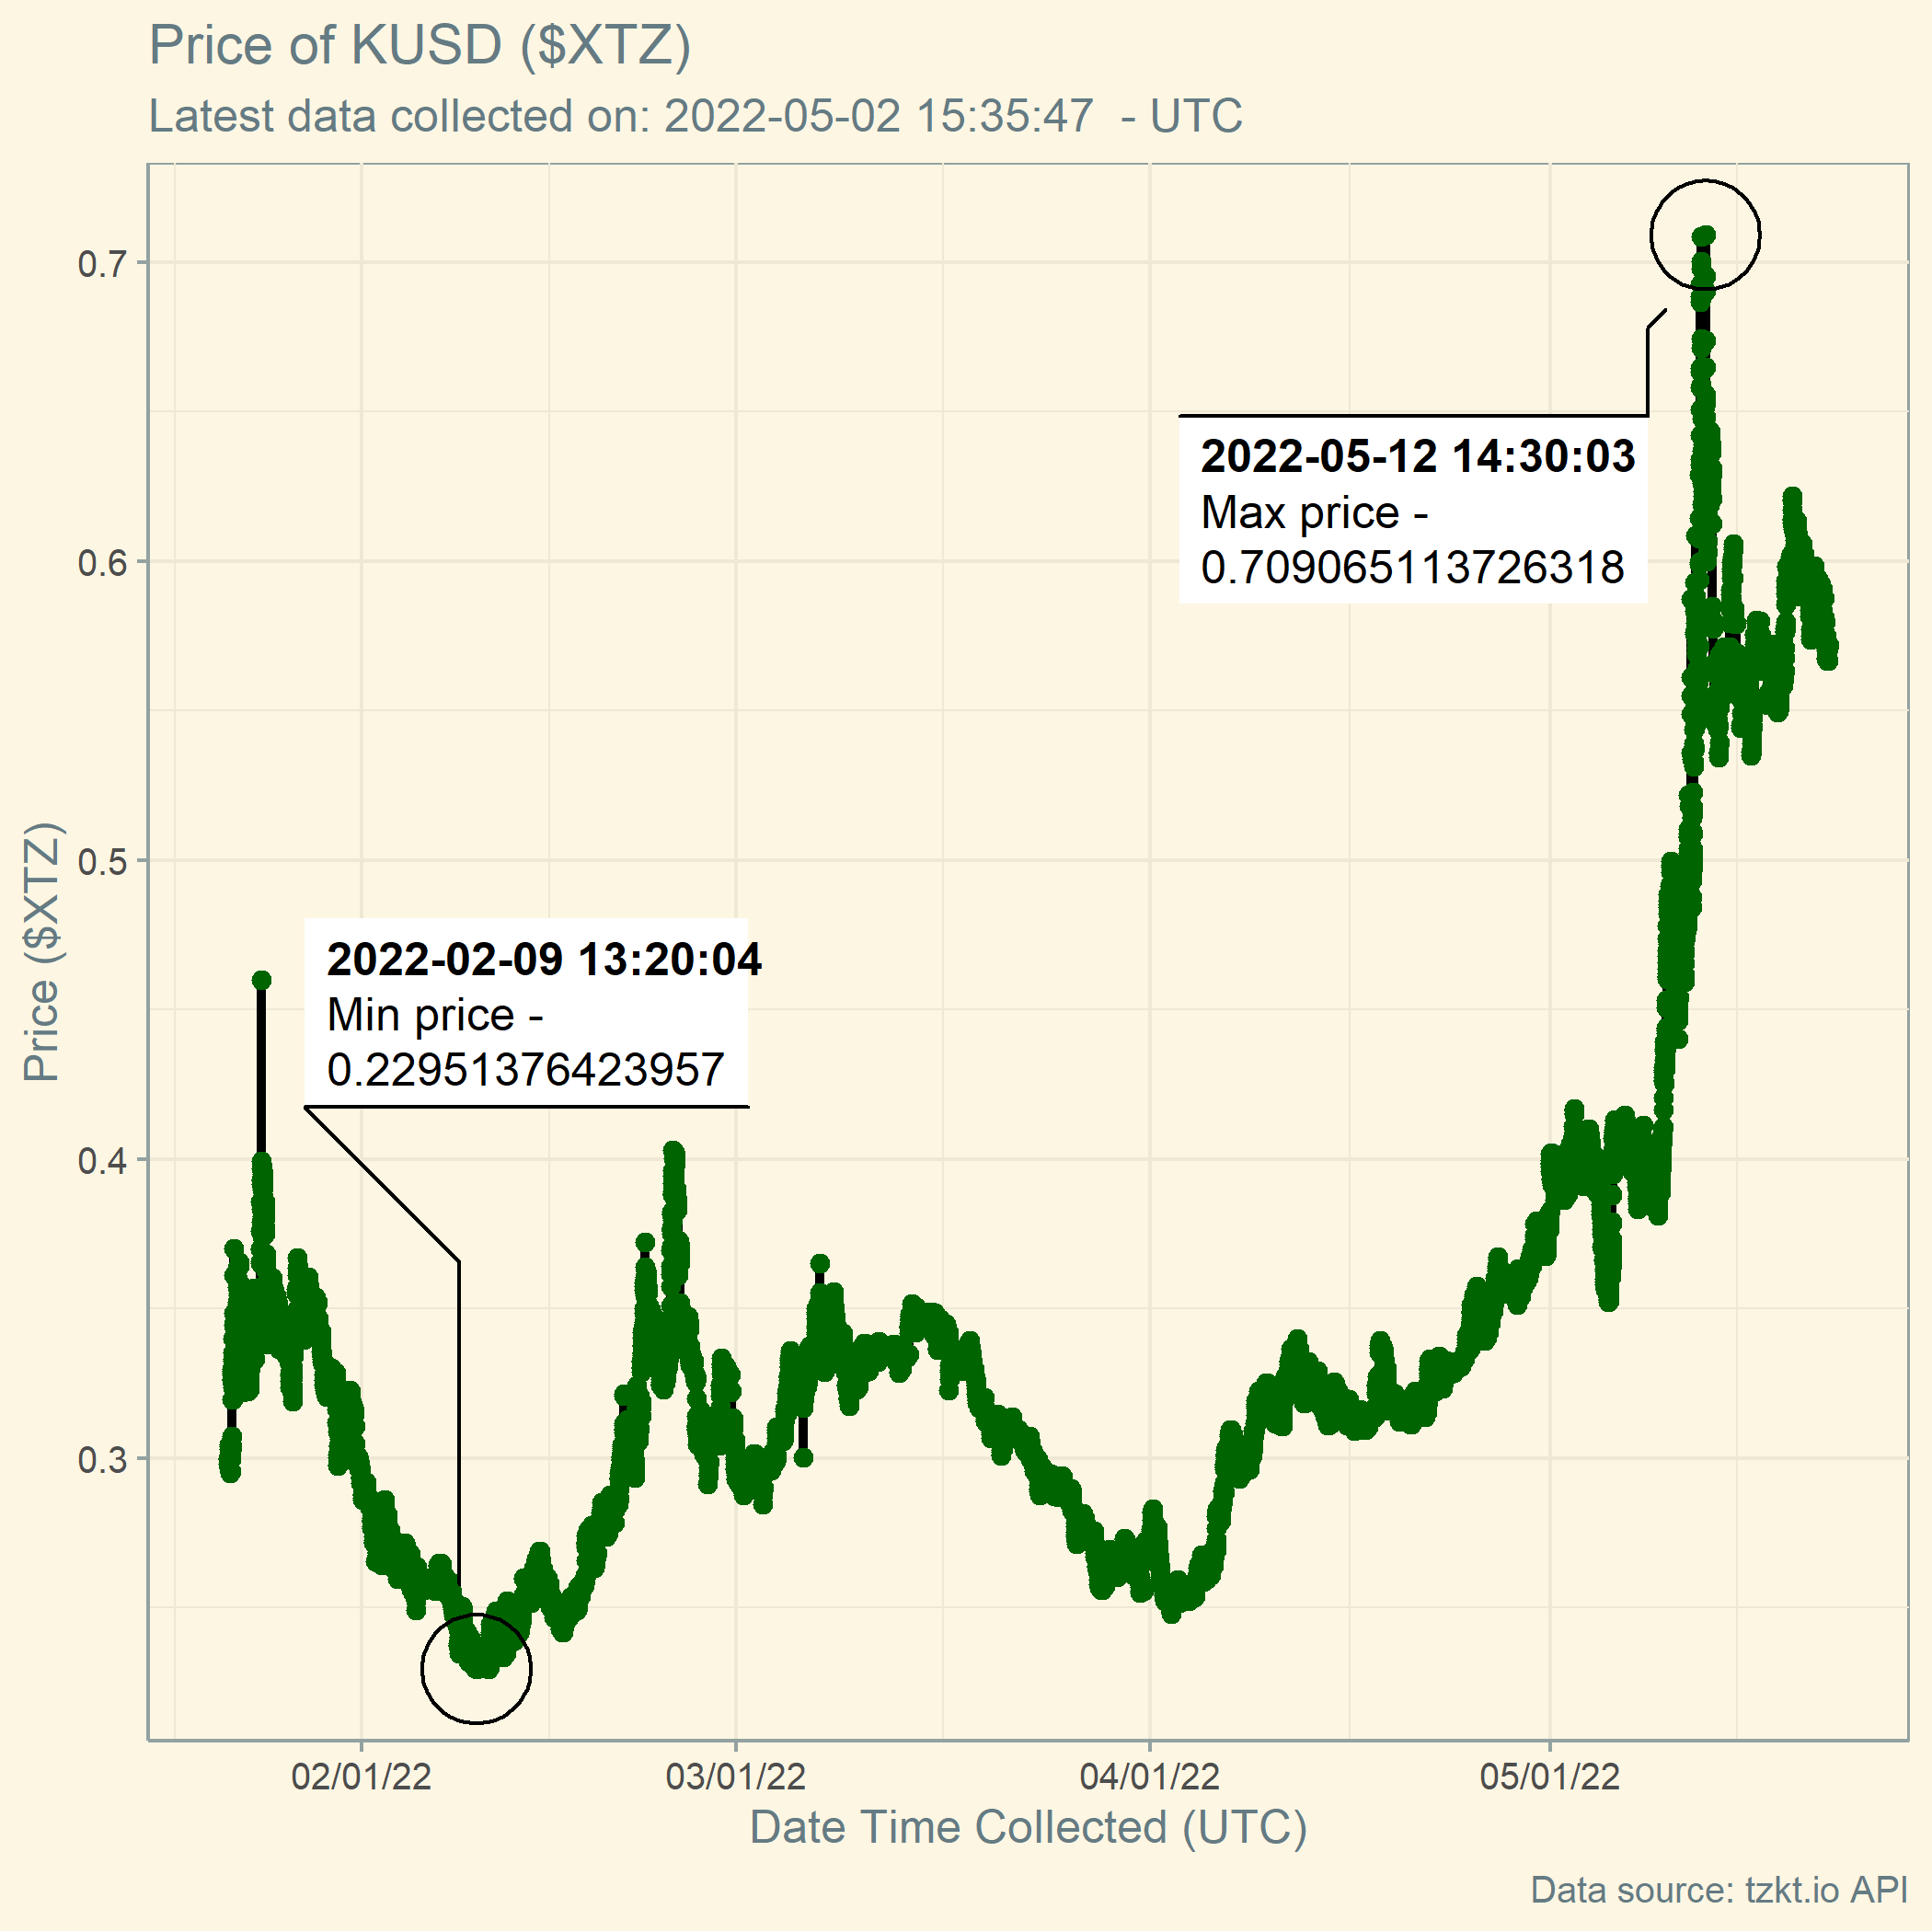 Price of KUSD ($XTZ)
Latest data collected on: 2022-05-02 15:35:47  - UTC
0.7
0.6
0.5
0.4
0.3
Price ($XTZ)
2022-05-12 14:30:03
Max price -
0.709065113726318
2022-02-09 13:20:04
Min price -
0.22951376423957
02/01/22
03/01/22
04/01/22
05/01/22
Date Time Collected (UTC)
Data source: tzkt.io API